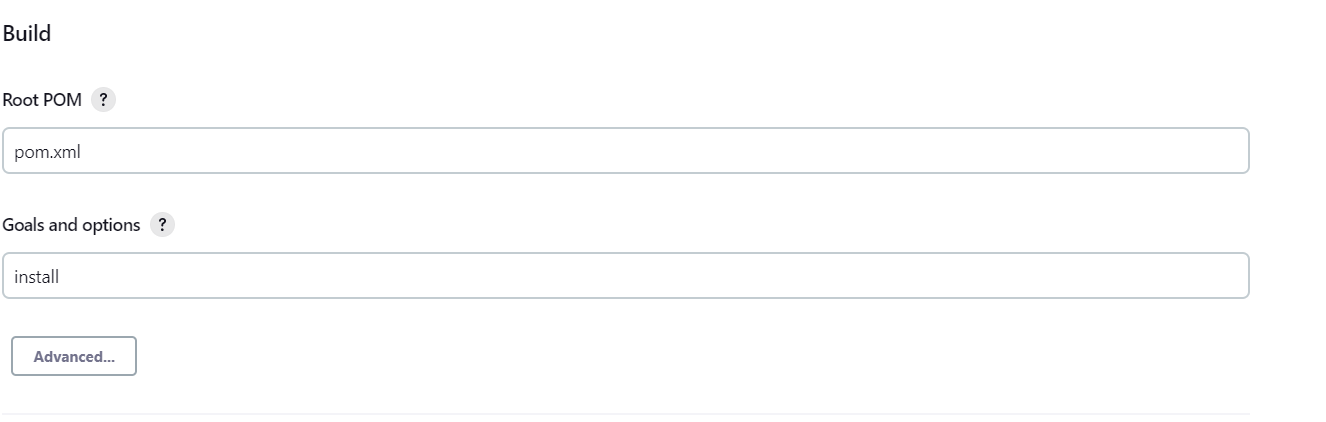 Build
Root POM ?
pom.xml
Goals and options ?
install
Advanced...